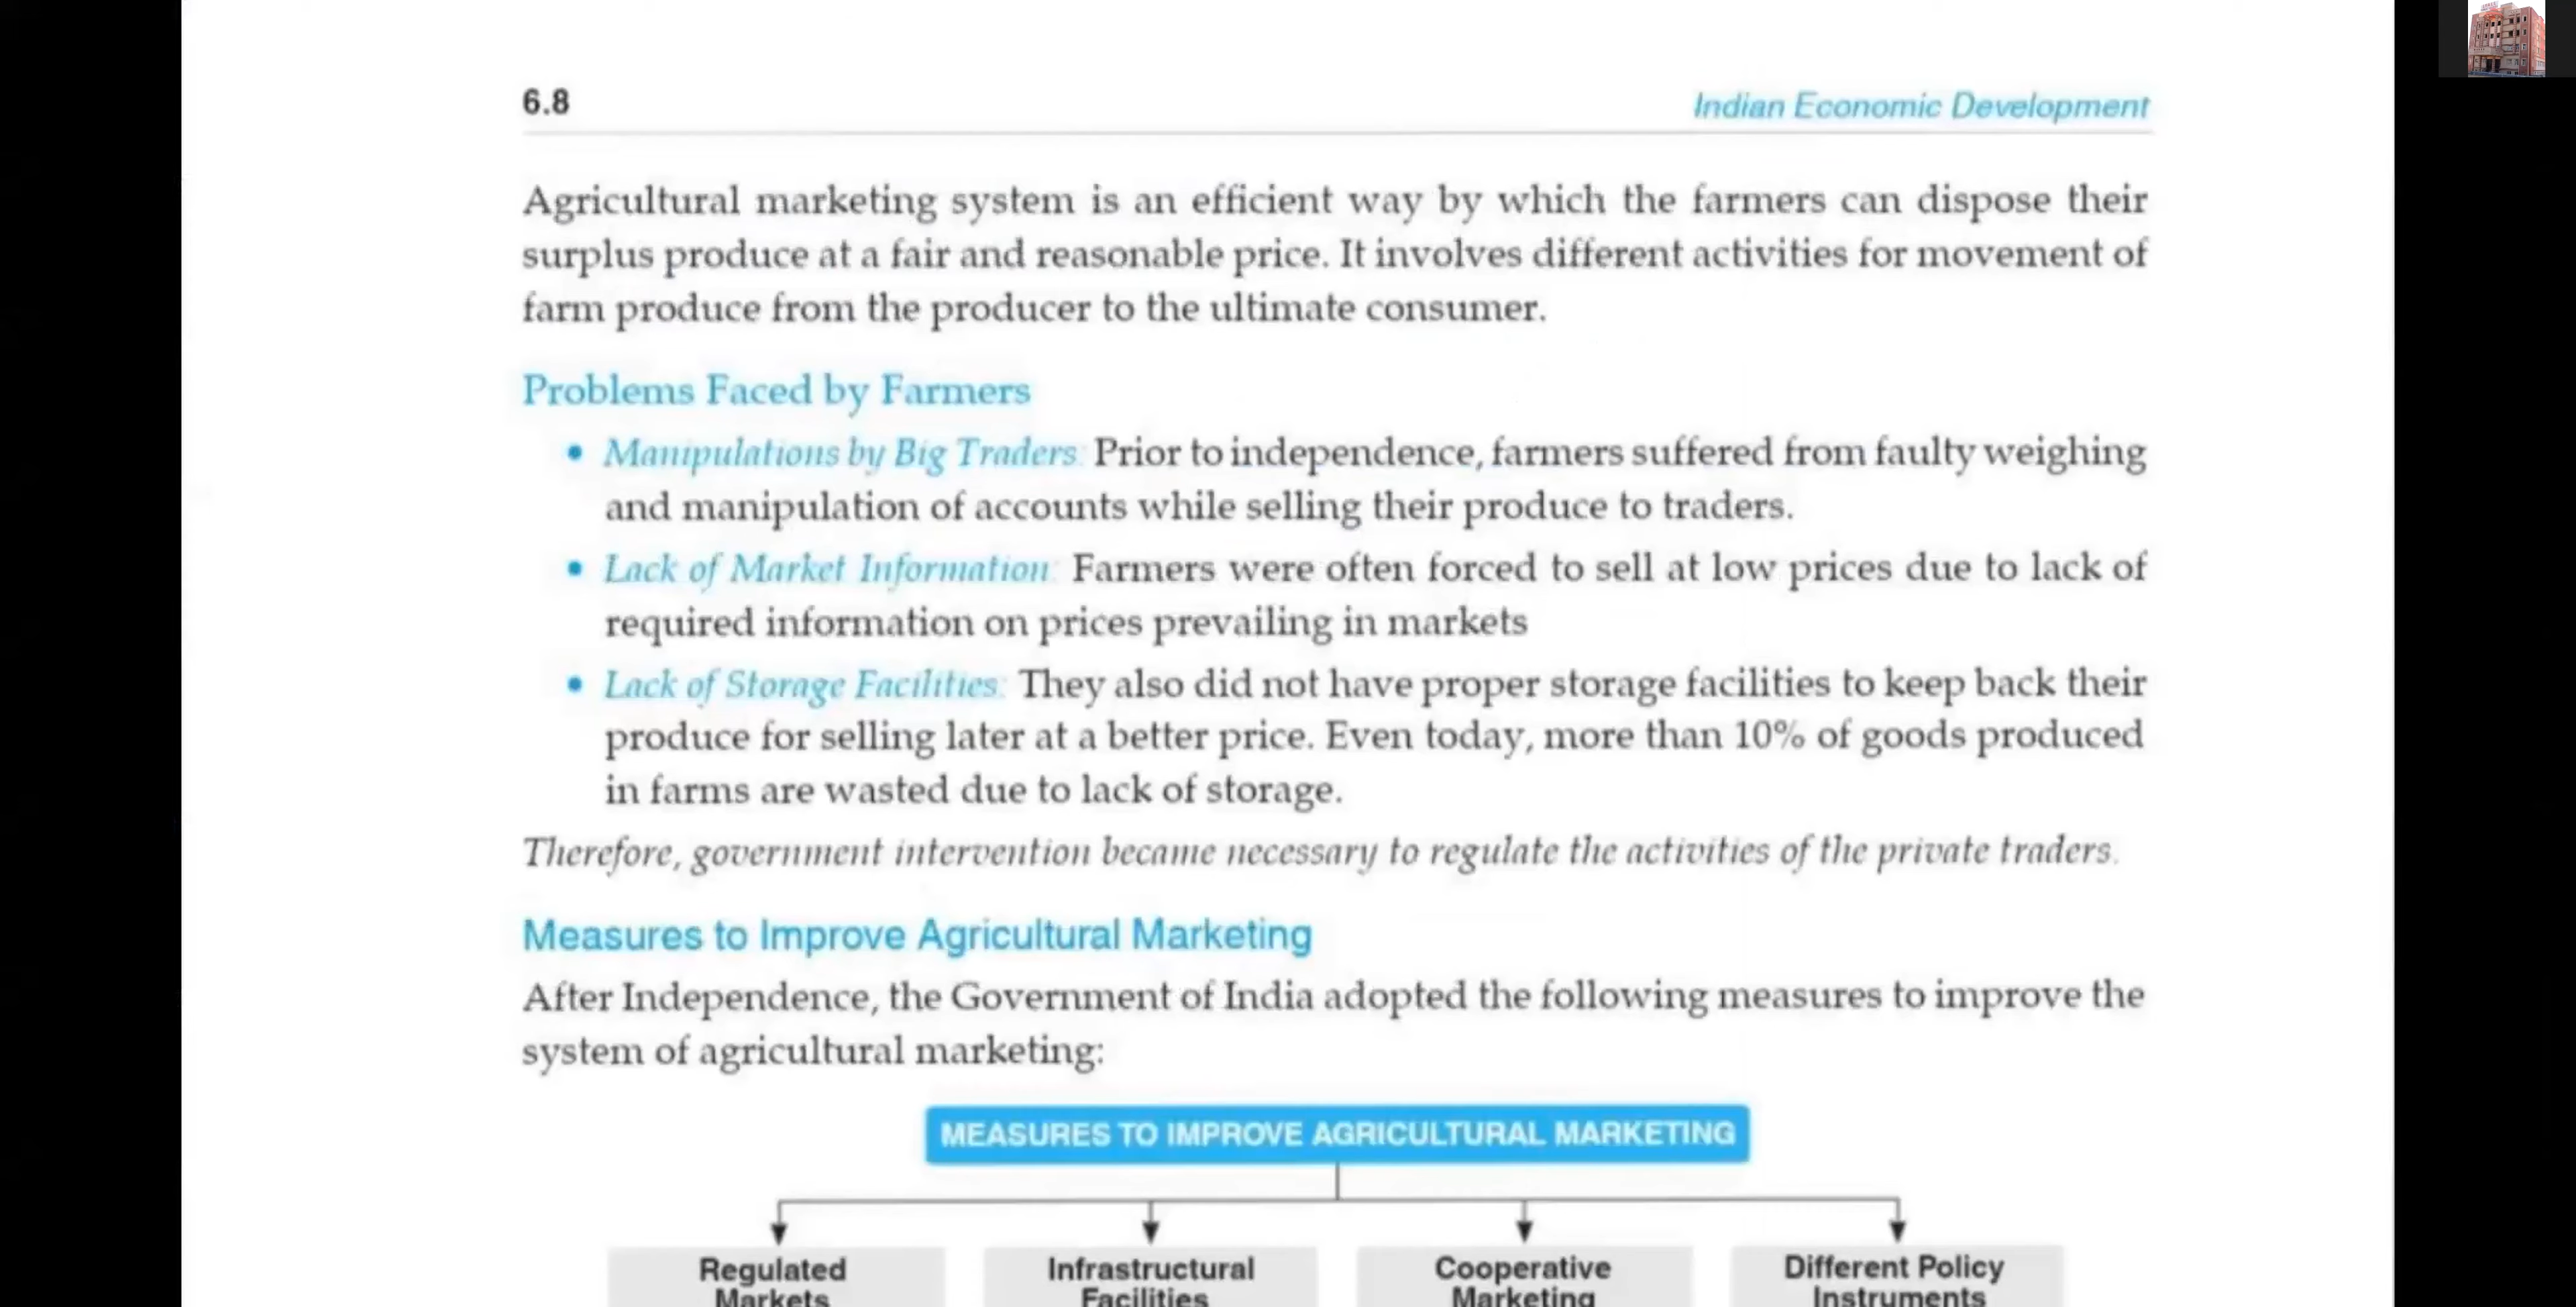 6.8
Indian Economic Development
Agricultural marketing system is an efficient way by which the farmers can dispose their
surplus produce at a fair and reasonable price. It involves different activities for movement of
farm produce from the producer to the ultimate consumer.
Problems Faced by Farmers
• Manipulations by Big Traders: Prior to independence, farmers suffered from faulty weighing
and manipulation of accounts while selling their produce to traders.
• Lack of Market Information: Farmers were often forced to sell at low prices due to lack of
required information on prices prevailing in markets
• Lack of Storage Facilities: They also did not have proper storage facilities to keep back their
produce for selling later at a better price. Even today, more than 10% of goods produced
in farms are wasted due to lack of storage.
Therefore, government intervention became necessary to regulate the activities of the private traders.
Measures to Improve Agricultural Marketing
After Independence, the Government of India adopted the following measures to improve the
system of agricultural marketing:
MEASURES TO IMPROVE AGRICULTURAL MARKETING
Regulated
Markets
Infrastructural
Facilities
Cooperative
Marketing
Different Policy
Instruments